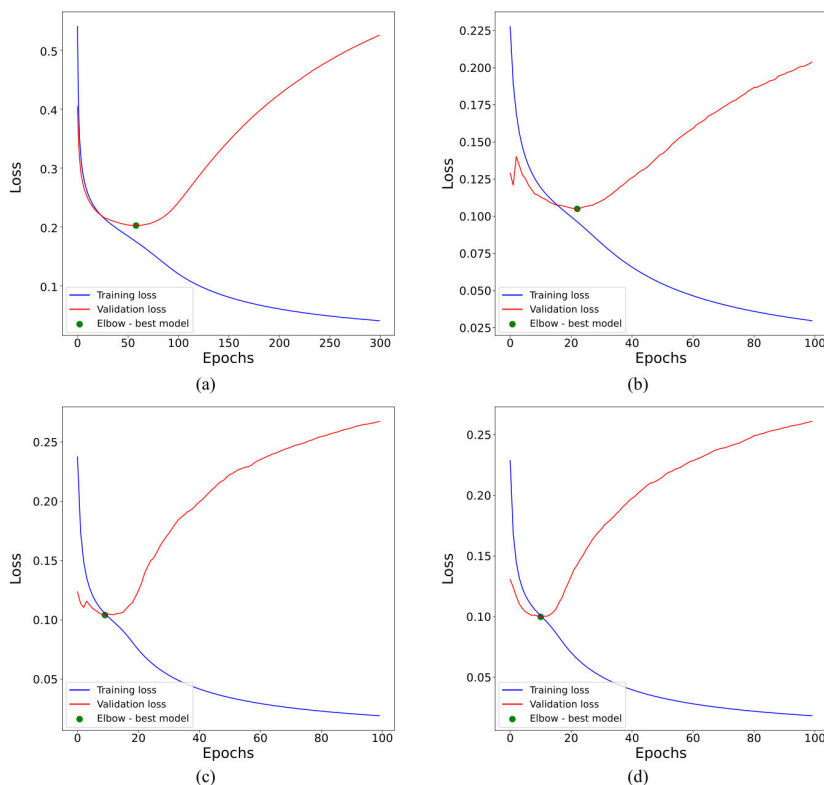 0.5
0.4
0.3
0.2
0.1
Loss
Training loss
Validation loss
Elbow - best model
0 50 100 150 200 250 300
Epochs
(a)
0.225
0.200
0.175
0.150
0.125
0.100
0.075
0.050
0.025
Loss
Training loss
Validation loss
Elbow - best model
0 20 40 60 80 100
Epochs
(b)
0.25
0.20
0.15
0.10
0.05
Loss
Training loss
Validation loss
Elbow - best model
0 20 40 60 80 100
Epochs
(c)
0.25
0.20
0.15
0.10
0.05
Loss
Training loss
Validation loss
Elbow - best model
0 20 40 60 80 100
Epochs
(d)